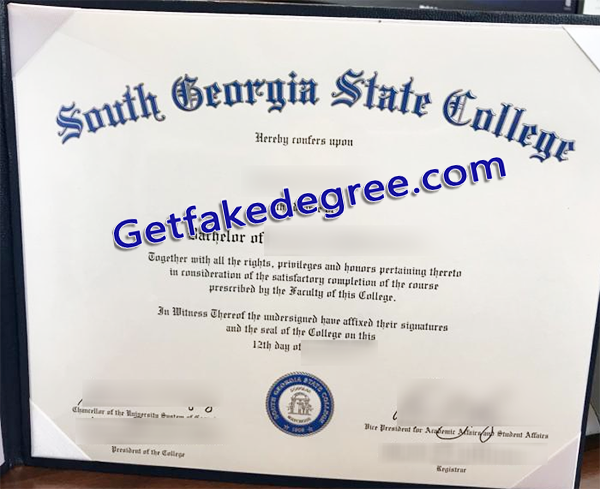 South Georgia State College
Hereby confers upon
Getfakedegree.com
Bachelor of
Together with all the rights, privileges and honors pertaining thereto
in consideration of the satisfactory completion of the course
prescribed by the Faculty of this College.
In Witness Thereof the undersigned have affixed their signatures
and the seal of the College on this
12th day of
Chancellor of the University System of
Vice President for Academic Affairs and Student Affairs
President of the College
Registrar
SOUTH GEORGIA STATE COLLEGE